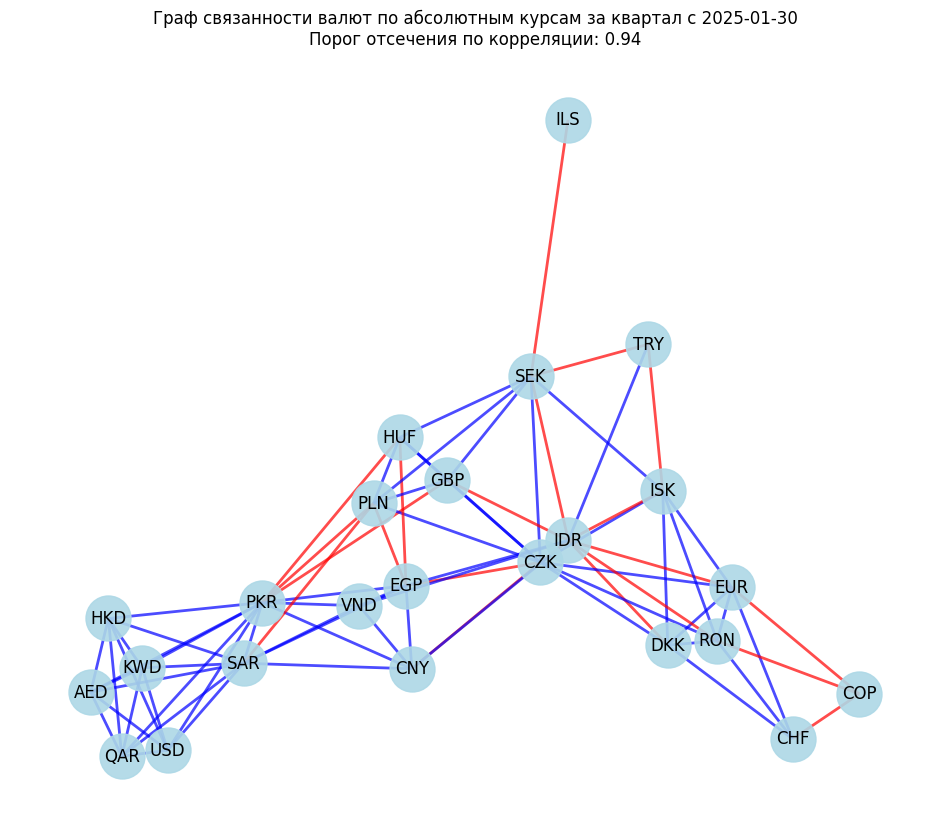 Граф связанности валют по абсолютным курсам за квартал с 2025-01-30
Порог отсечения по корреляции: 0.94
ILS
TRY
SEK
HUF
GBP
ISK
PLN
IDR
CZK
EGP
EUR
PKR
VND
HKD
RON
DKK
SAR
KWD
CNY
AED
COP
CHF
USD
QAR